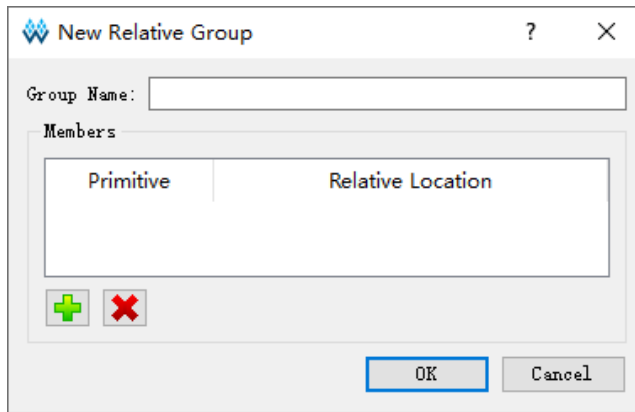 New Relative Group
?
Group Name:
Members
Primitive Relative Location
OK Cancel